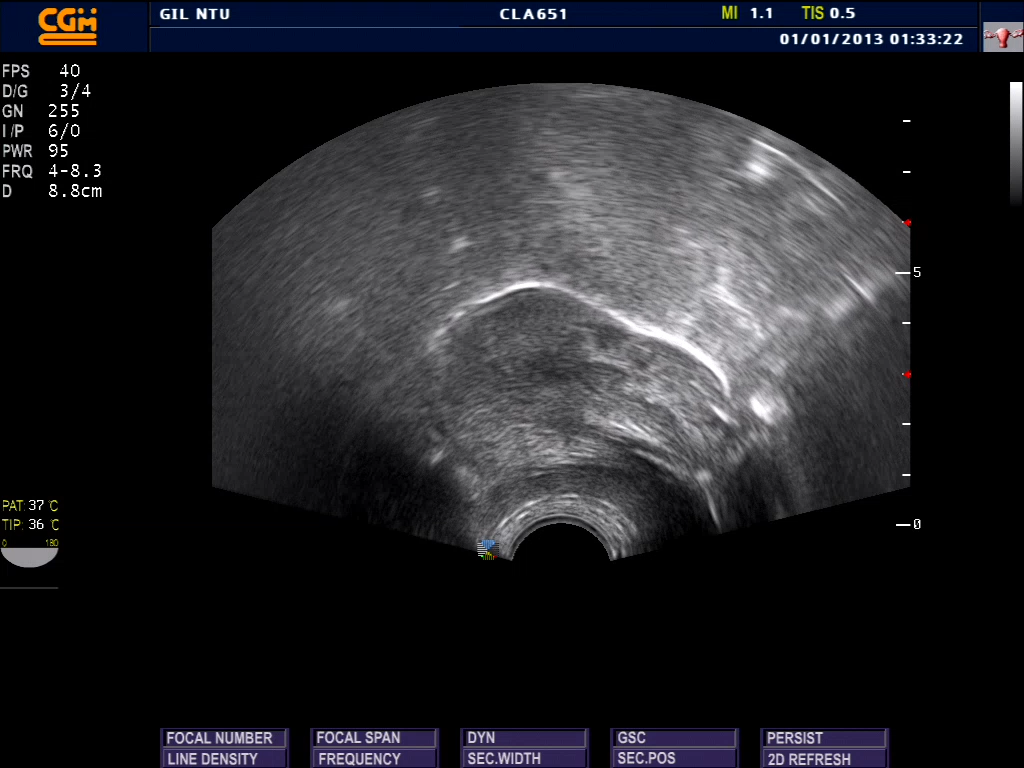 CGM
GIL NTU CLA651 MI 1.1 TIS 0.5
01/01/2013 01:33:22
FPS 40
D/G 3/4
GN 255
I/P 6/0
PWR 95
FRQ 4-8.3
D 8.8cm
5
PAT: 37 °C
TIP: 36 °C
0 180
0
FOCAL NUMBER FOCAL SPAN DYN GSC PERSIST
LINE DENSITY FREQUENCY SEC.WIDTH SEC.POS 2D REFRESH